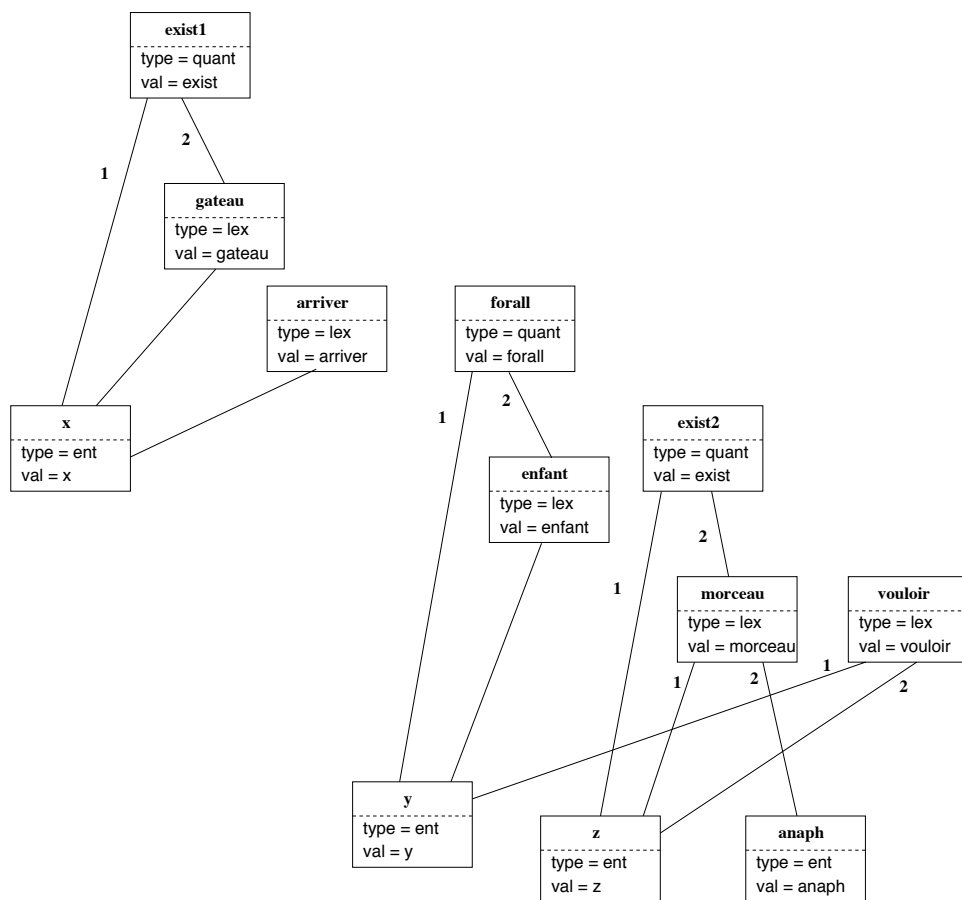 exist1
type = quant
val = exist
1
2
gateau
type = lex
val = gateau
arriver
type = lex
val = arriver
x
type = ent
val = x
forall
type = quant
val = forall
1
2
enfant
type = lex
val = enfant
exist2
type = quant
val = exist
1
2
morceau
type = lex
val = morceau
vouloir
type = lex
val = vouloir
1
2
1
2
y
type = ent
val = y
z
type = ent
val = z
anaph
type = ent
val = anaph